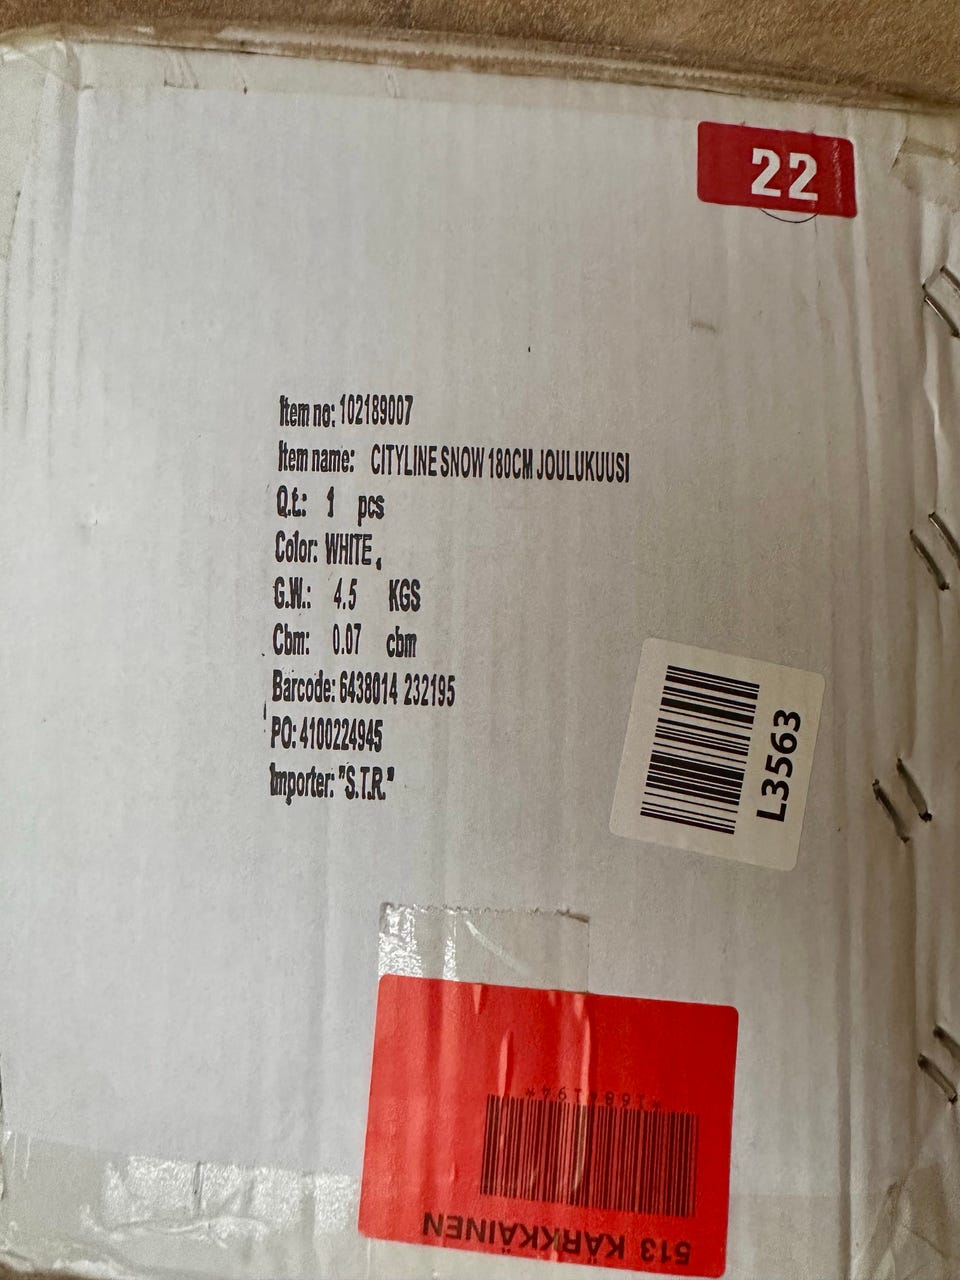 22
Item no: 102189007
Item name: CITYLINE SNOW 180CM JOULUKUUSI
Q.t.: 1 pcs
Color: WHITE
G.W.: 4.5 KGS
Cbm: 0.07 cbm
Barcode: 6438014 232195
PO: 4100224945
Importer: "S.T.R."
L3563
513 KÄRKKÄINEN